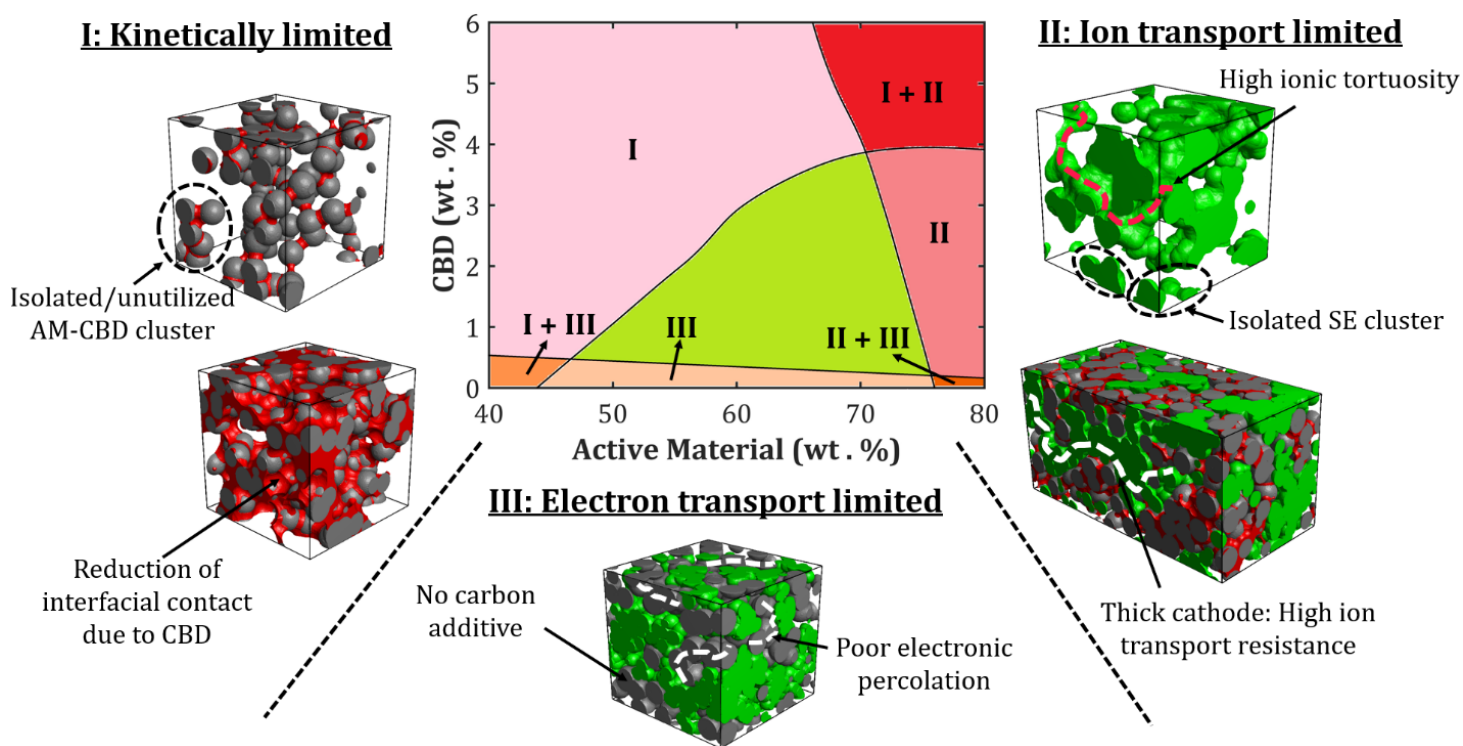 I: Kinetically limited
Isolated/unutilized
AM-CBD cluster
Reduction of
interfacial contact
due to CBD
6
5
4
3
2
1
0
CBD (wt . %)
I
I + II
II
I + III
III
II + III
40
50
60
70
80
Active Material (wt . %)
II: Ion transport limited
High ionic tortuosity
Isolated SE cluster
Thick cathode: High ion
transport resistance
III: Electron transport limited
No carbon
additive
Poor electronic
percolation